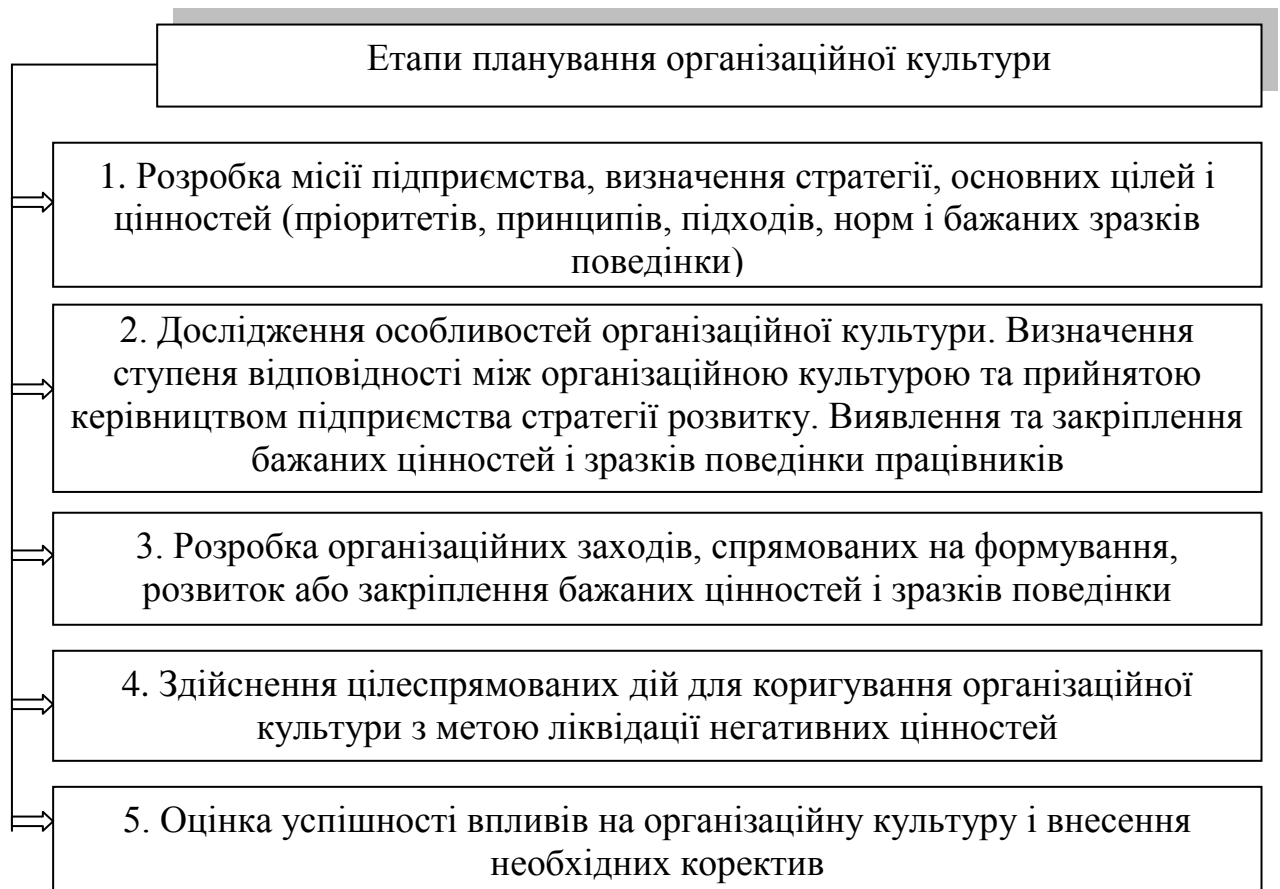 Етапи планування організаційної культури
1. Розробка місії підприємства, визначення стратегії, основних цілей і
цінностей (пріоритетів, принципів, підходів, норм і бажаних зразків
поведінки)
2. Дослідження особливостей організаційної культури. Визначення
ступеня відповідності між організаційною культурою та прийнятою
керівництвом підприємства стратегії розвитку. Виявлення та закріплення
бажаних цінностей і зразків поведінки працівників
3. Розробка організаційних заходів, спрямованих на формування,
розвиток або закріплення бажаних цінностей і зразків поведінки
4. Здійснення цілеспрямованих дій для коригування організаційної
культури з метою ліквідації негативних цінностей
5. Оцінка успішності впливів на організаційну культуру і внесення
необхідних коректив